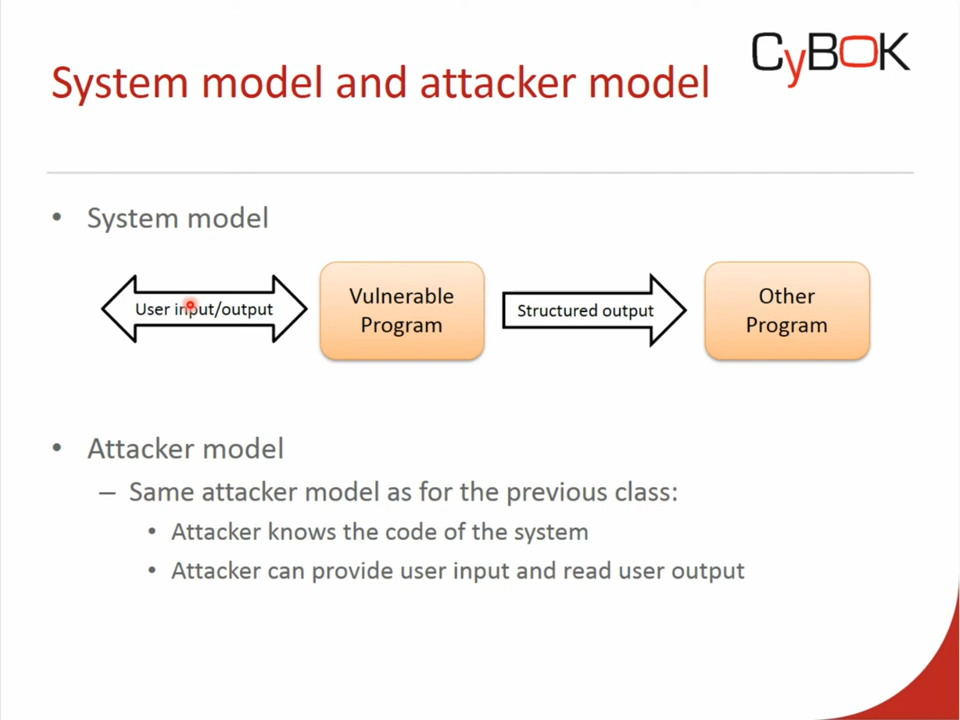 CyBOK
System model and attacker model
• System model
User input/output
Vulnerable
Program
Structured output
Other
Program
• Attacker model
– Same attacker model as for the previous class:
• Attacker knows the code of the system
• Attacker can provide user input and read user output